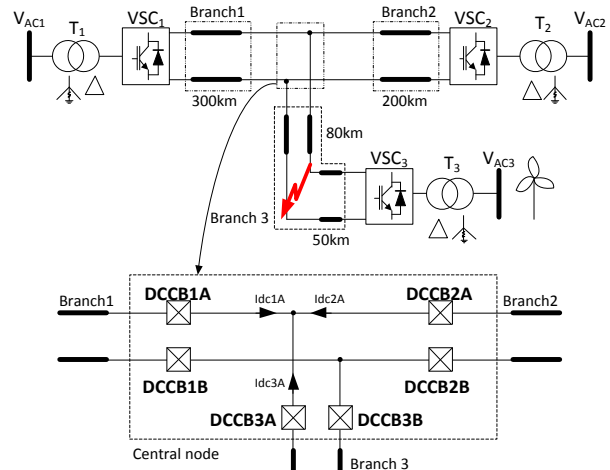 V_AC1
T_1
VSC_1
Branch1
Branch2
VSC_2
T_2
V_AC2
300km
200km
80km
VSC_3
T_3
V_AC3
Branch 3
50km
Branch1
DCCB1A
Idc1A
Idc2A
DCCB2A
Branch2
DCCB1B
Idc3A
DCCB2B
DCCB3A
DCCB3B
Central node
Branch 3